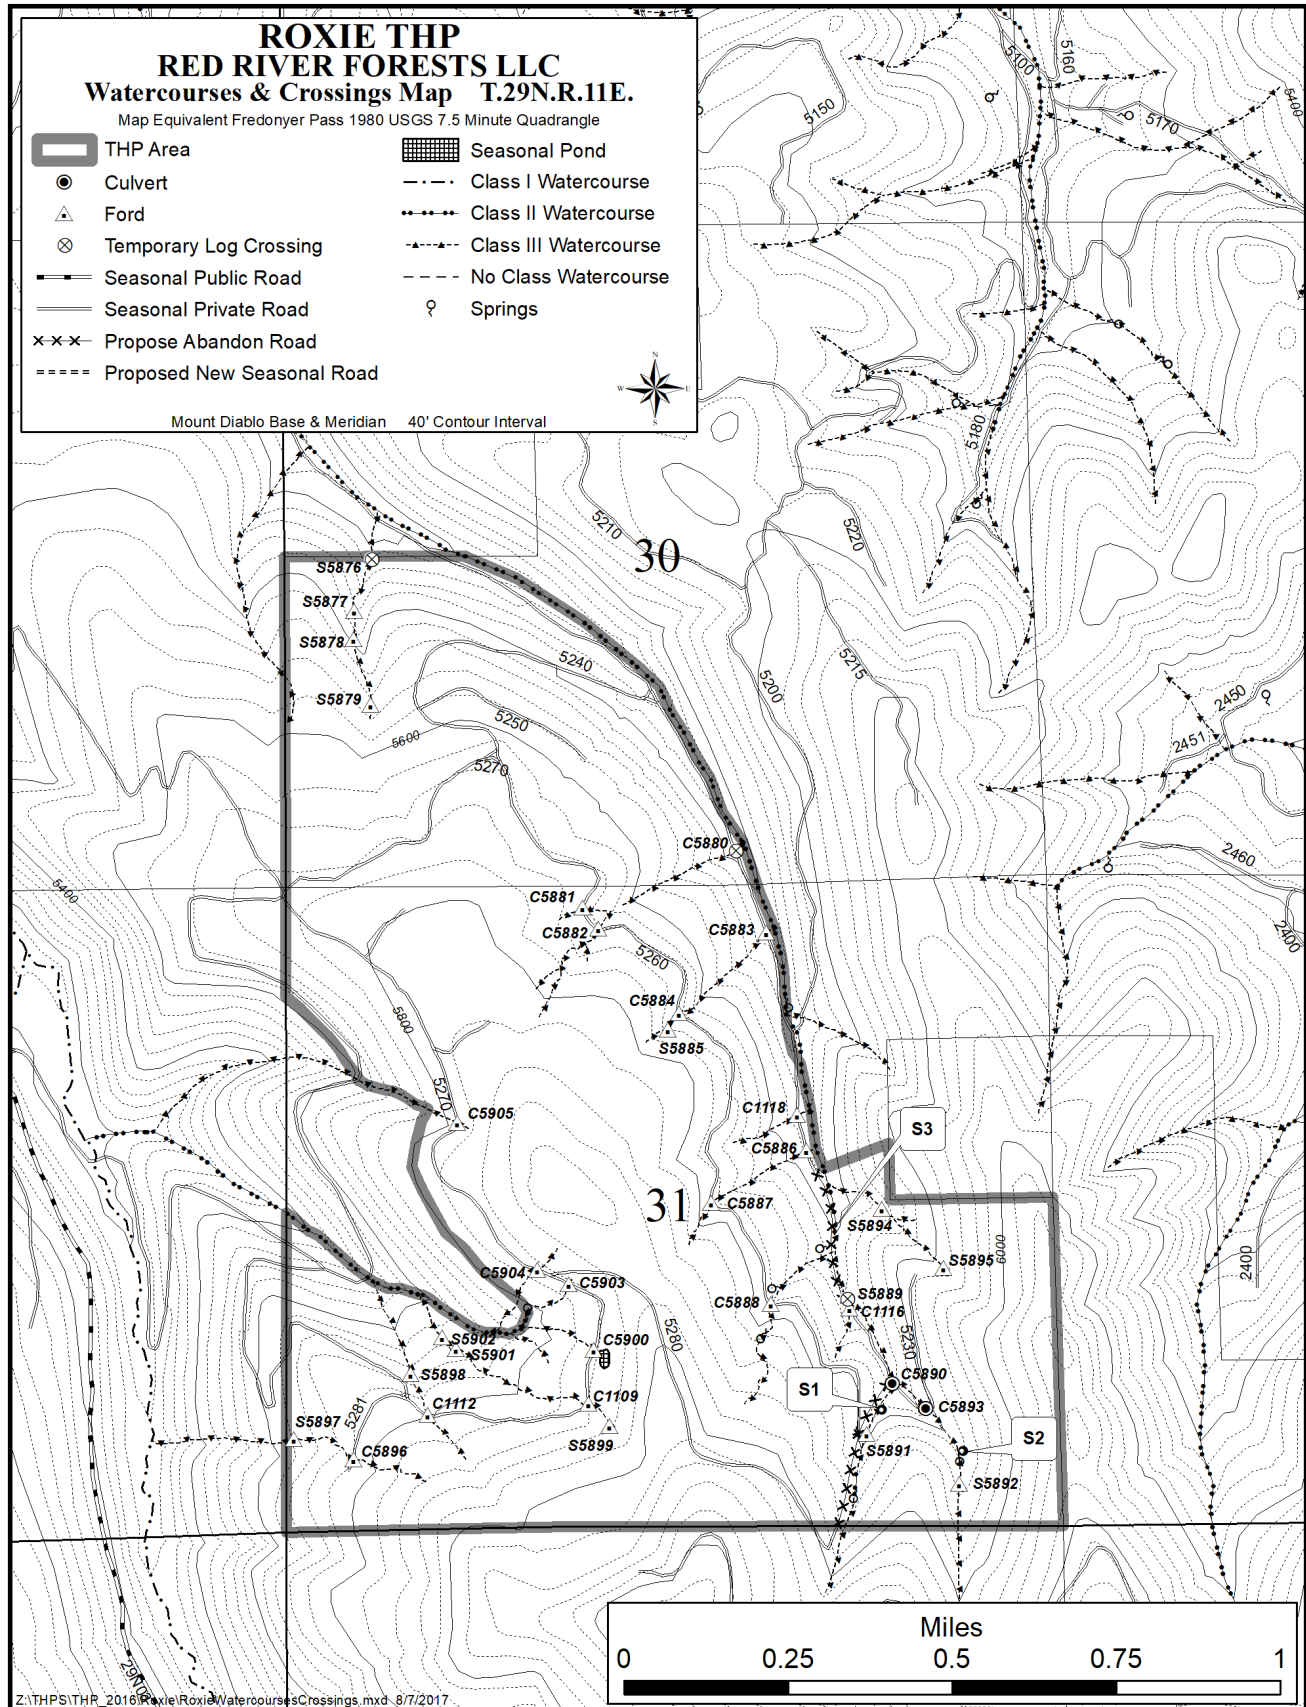 ROXIE THP
RED RIVER FORESTS LLC
Watercourses & Crossings Map T.29N.R.11E.
Map Equivalent Fredonyer Pass 1980 USGS 7.5 Minute Quadrangle
THP Area
Culvert
Ford
Temporary Log Crossing
Seasonal Public Road
Seasonal Private Road
Propose Abandon Road
Proposed New Seasonal Road
Seasonal Pond
Class I Watercourse
Class II Watercourse
Class III Watercourse
No Class Watercourse
Springs
N
W E
S
Mount Diablo Base & Meridian 40' Contour Interval
5100
5160
5150
5170
5400
5180
5210
30
5220
S5876
S5877
S5878
S5879
5240
5200
5215
5250
5600
5270
2450
2451
C5880
2460
5400
C5881
C5882
C5883
5260
2400
C5884
S5885
5800
5270
C5905
C1118
C5886
S3
31
C5887
S5894
S5895
6000
2400
C5904
C5903
C5888
S5889
C1116
5280
5230
S5902
S5901
C5900
S5898
C5890
S1
C5893
C1112
C1109
5281
S5897
S5899
C5896
S5891
S2
S5892
29N03
Miles
0 0.25 0.5 0.75 1
Z:\THPS\THP_2016\Roxie\RoxieWatercoursesCrossings.mxd 8/7/2017